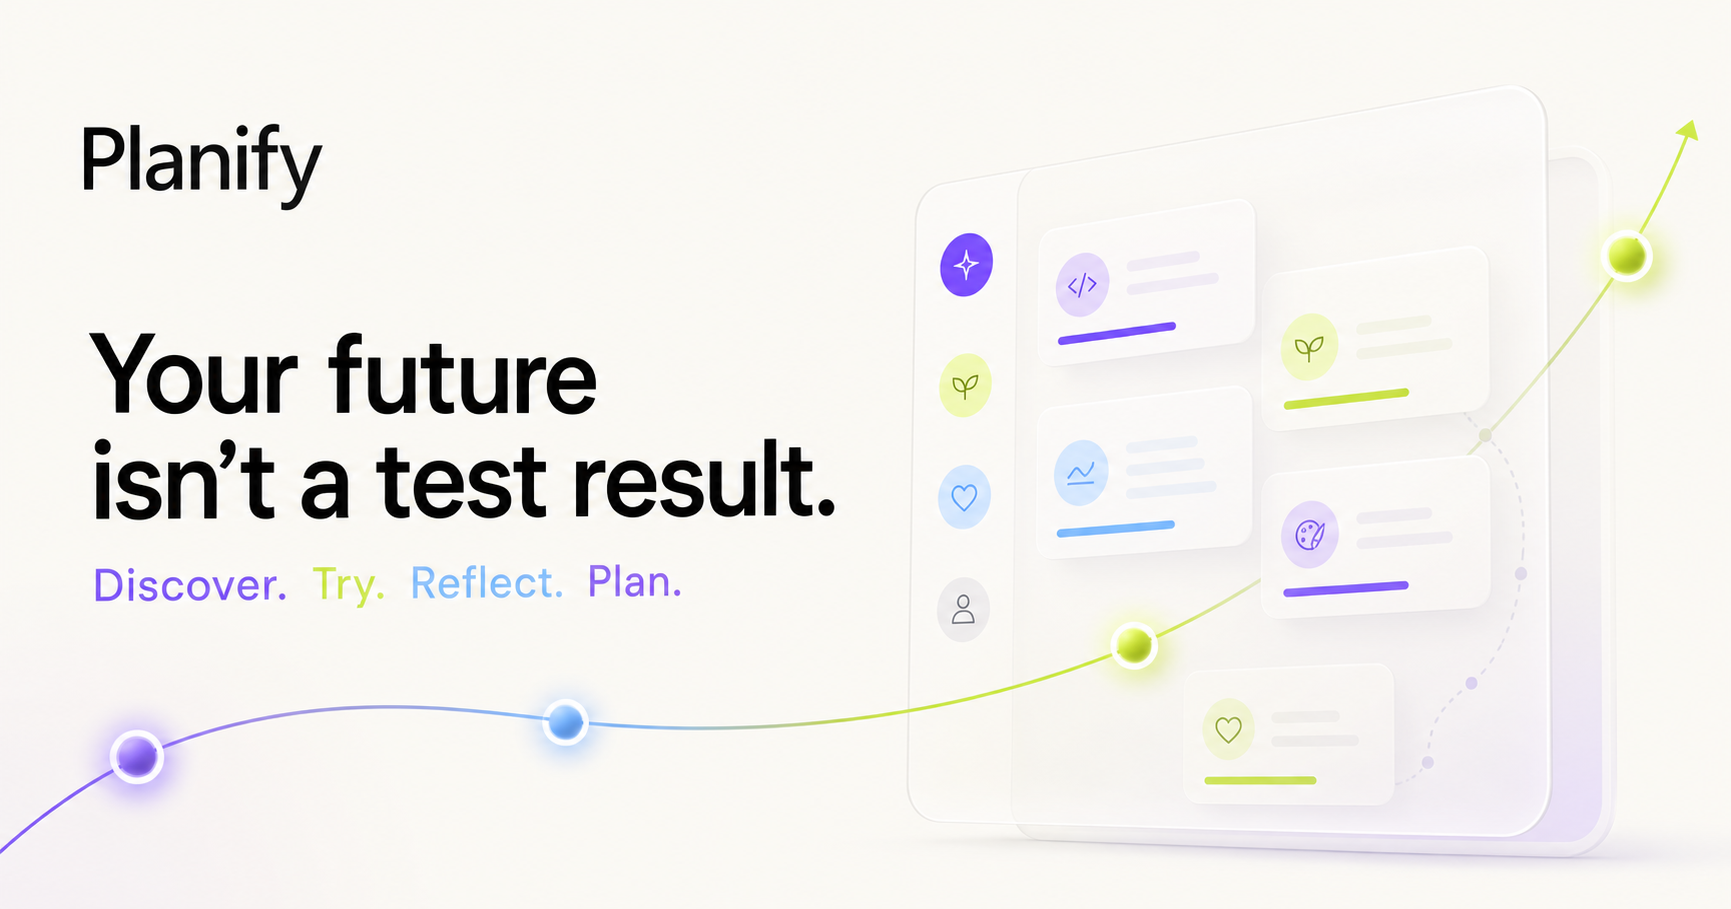 Planify
Your future
isn’t a test result.
Discover. Try. Reflect. Plan.